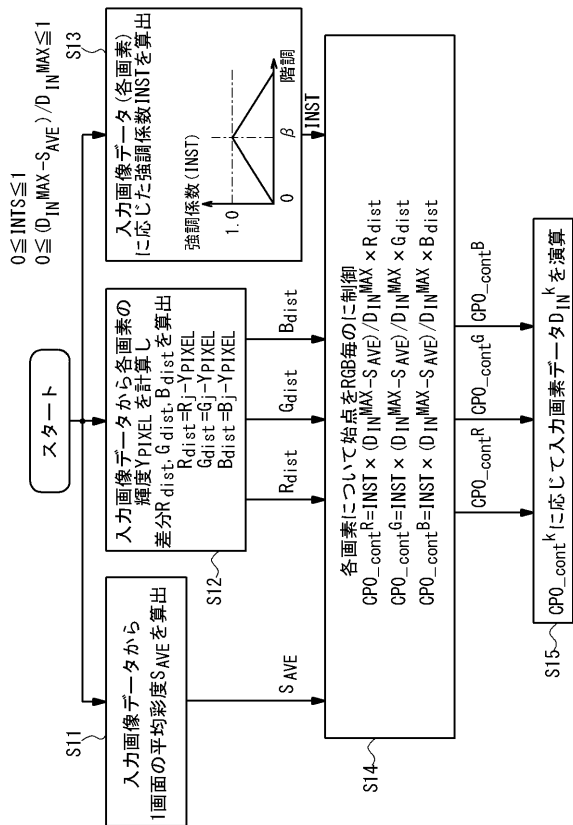 スタート
0≦INTS≦1
0≦(D_IN^MAX-S_AVE)/D_IN^MAX≦1
S11
入力画像データから
1画面の平均彩度S_AVEを算出
S12
入力画像データから各画素の
輝度Y_PIXELを計算し
差分R_dist,G_dist,B_distを算出
R_dist=R_j-Y_PIXEL
G_dist=G_j-Y_PIXEL
B_dist=B_j-Y_PIXEL
S13
入力画像データ(各画素)
に応じた強調係数INSTを算出
強調係数(INST)
1.0
0
β
階調
S_AVE
R_dist
G_dist
B_dist
INST
S14
各画素について始点をRGB毎のに制御
CPO_cont^R=INST×(D_IN^MAX-S_AVE)/D_IN^MAX×R_dist
CPO_cont^G=INST×(D_IN^MAX-S_AVE)/D_IN^MAX×G_dist
CPO_cont^B=INST×(D_IN^MAX-S_AVE)/D_IN^MAX×B_dist
CPO_cont^R
CPO_cont^G
CPO_cont^B
S15
CPO_cont^kに応じて入力画素データD_IN^kを演算